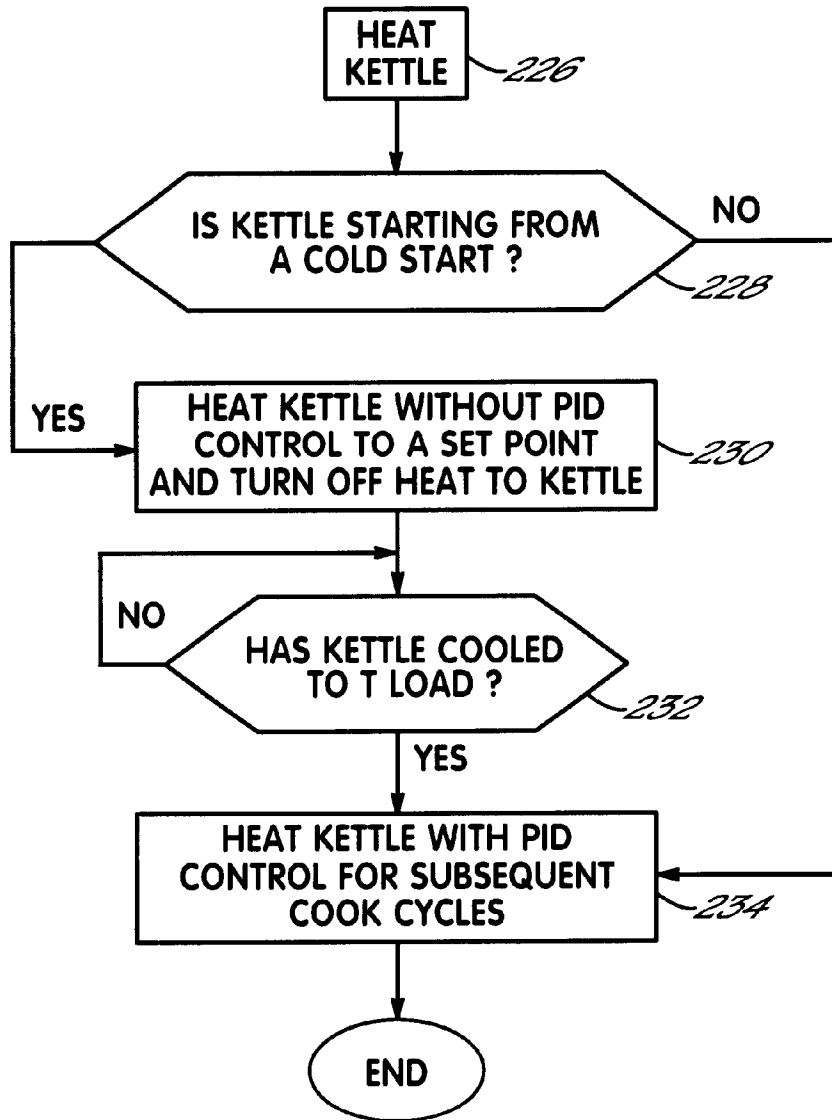 HEAT
KETTLE
226
IS KETTLE STARTING FROM
A COLD START ?
NO
228
YES
HEAT KETTLE WITHOUT PID
CONTROL TO A SET POINT
AND TURN OFF HEAT TO KETTLE
230
NO
HAS KETTLE COOLED
TO T LOAD ?
232
YES
HEAT KETTLE WITH PID
CONTROL FOR SUBSEQUENT
COOK CYCLES
234
END